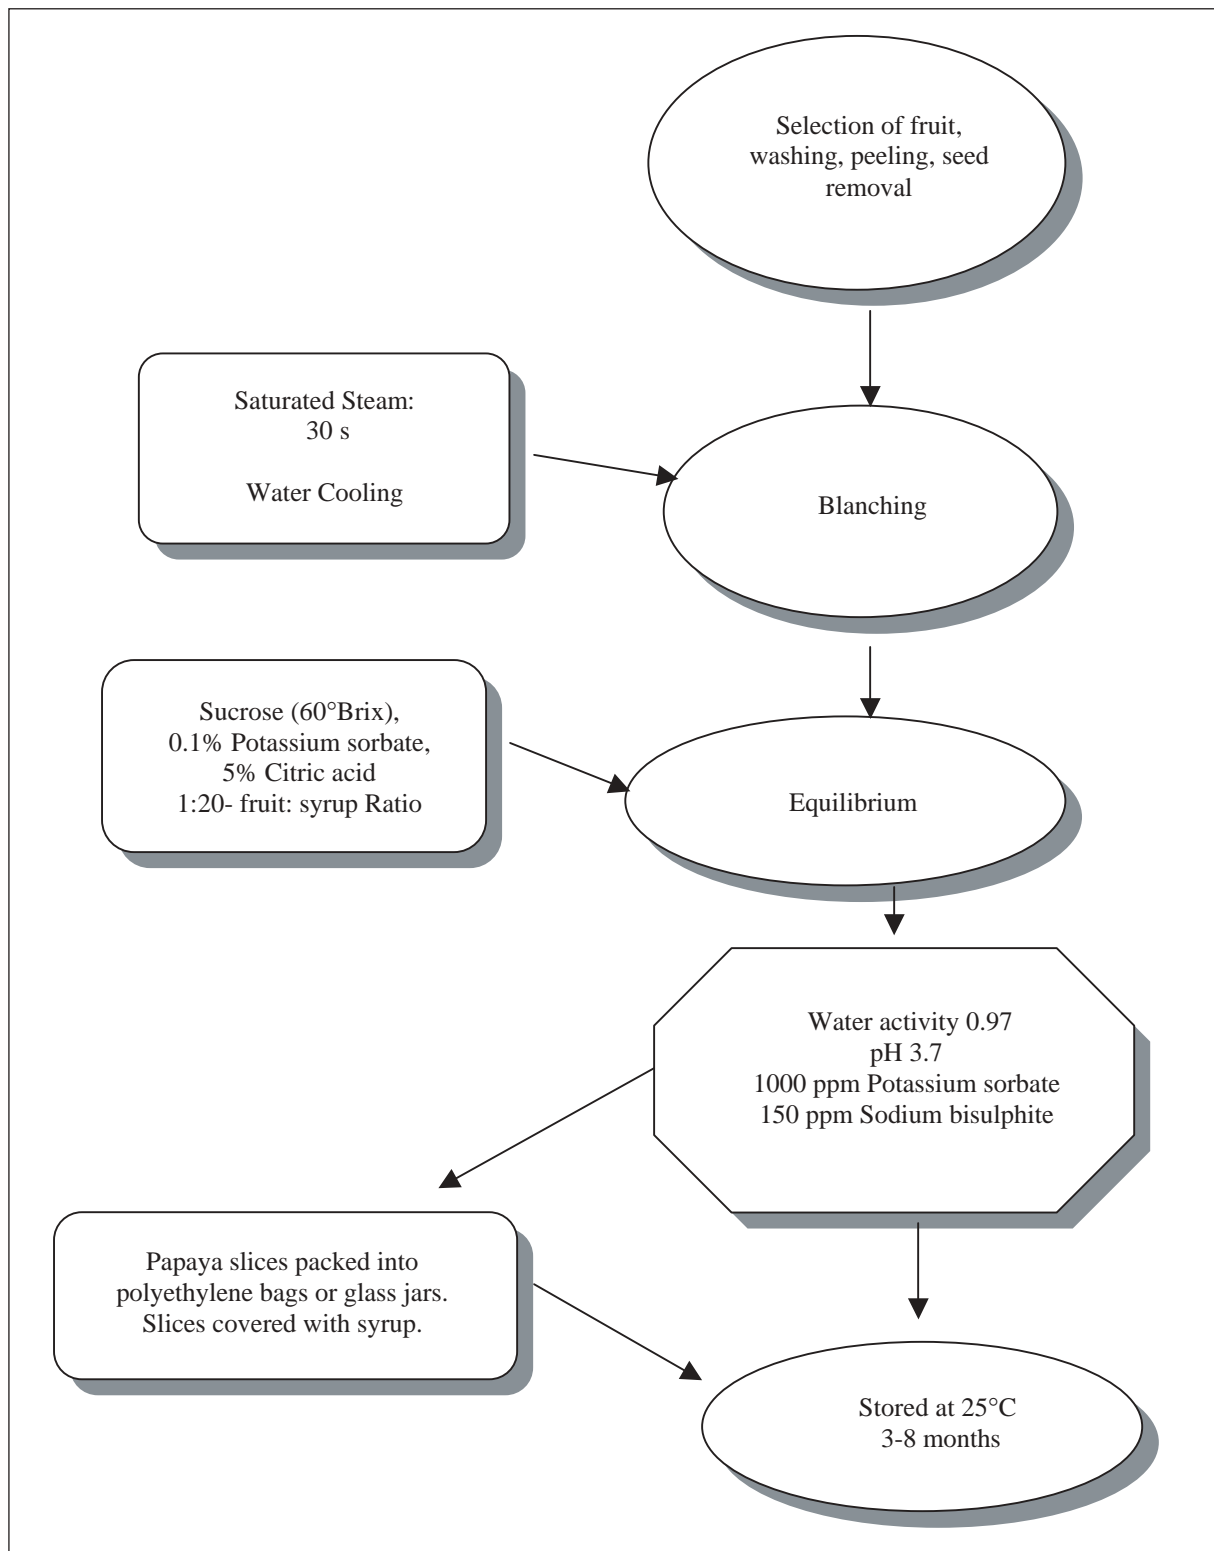 Selection of fruit,
washing, peeling, seed
removal
Saturated Steam:
30 s
Water Cooling
Blanching
Sucrose (60°Brix),
0.1% Potassium sorbate,
5% Citric acid
1:20- fruit: syrup Ratio
Equilibrium
Water activity 0.97
pH 3.7
1000 ppm Potassium sorbate
150 ppm Sodium bisulphite
Papaya slices packed into
polyethylene bags or glass jars.
Slices covered with syrup.
Stored at 25°C
3-8 months